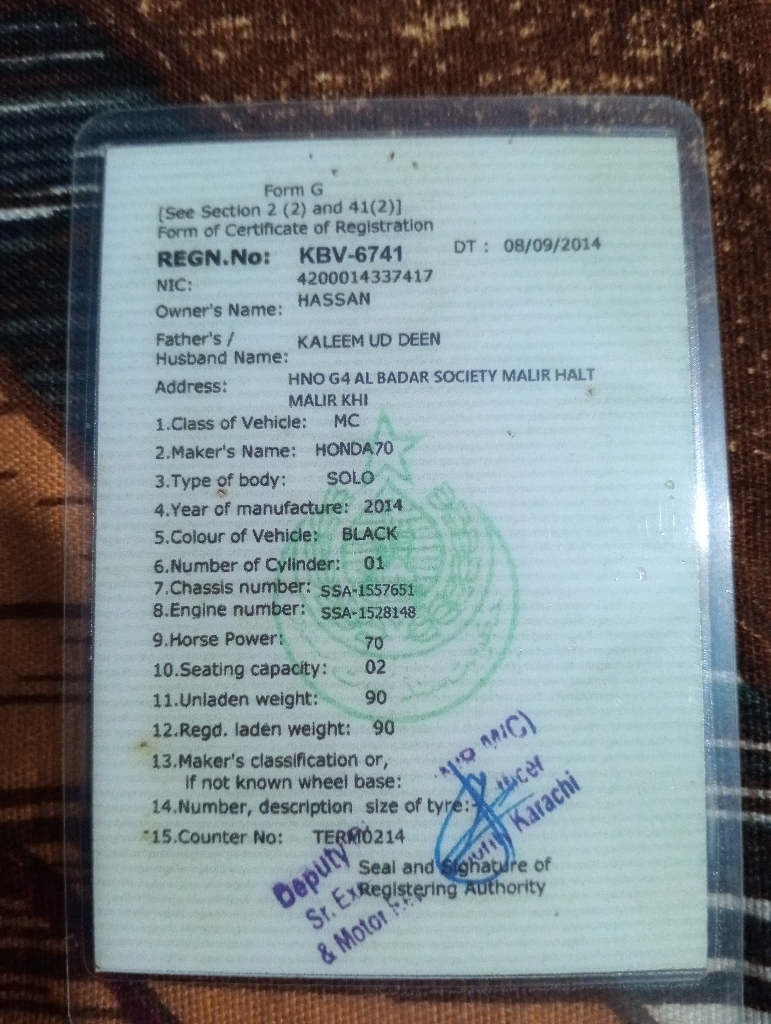 Form G
[See Section 2 (2) and 41(2)]
Form of Certificate of Registration
REGN.No: KBV-6741 DT : 08/09/2014
NIC: 4200014337417
Owner's Name: HASSAN
Father's /
Husband Name: KALEEM UD DEEN
Address: HNO G4 AL BADAR SOCIETY MALIR HALT
MALIR KHI
1.Class of Vehicle: MC
2.Maker's Name: HONDA70
3.Type of body: SOLO
4.Year of manufacture: 2014
5.Colour of Vehicle: BLACK
6.Number of Cylinder: 01
7.Chassis number: SSA-1557651
8.Engine number: SSA-1528148
9.Horse Power: 70
10.Seating capacity: 02
11.Unladen weight: 90
12.Regd. laden weight: 90
13.Maker's classification or,
if not known wheel base:
14.Number, description size of tyre:-
15.Counter No: TERM0214
Seal and Signature of
Registering Authority
Deputy
Sr. Ex
& Motor
Karachi